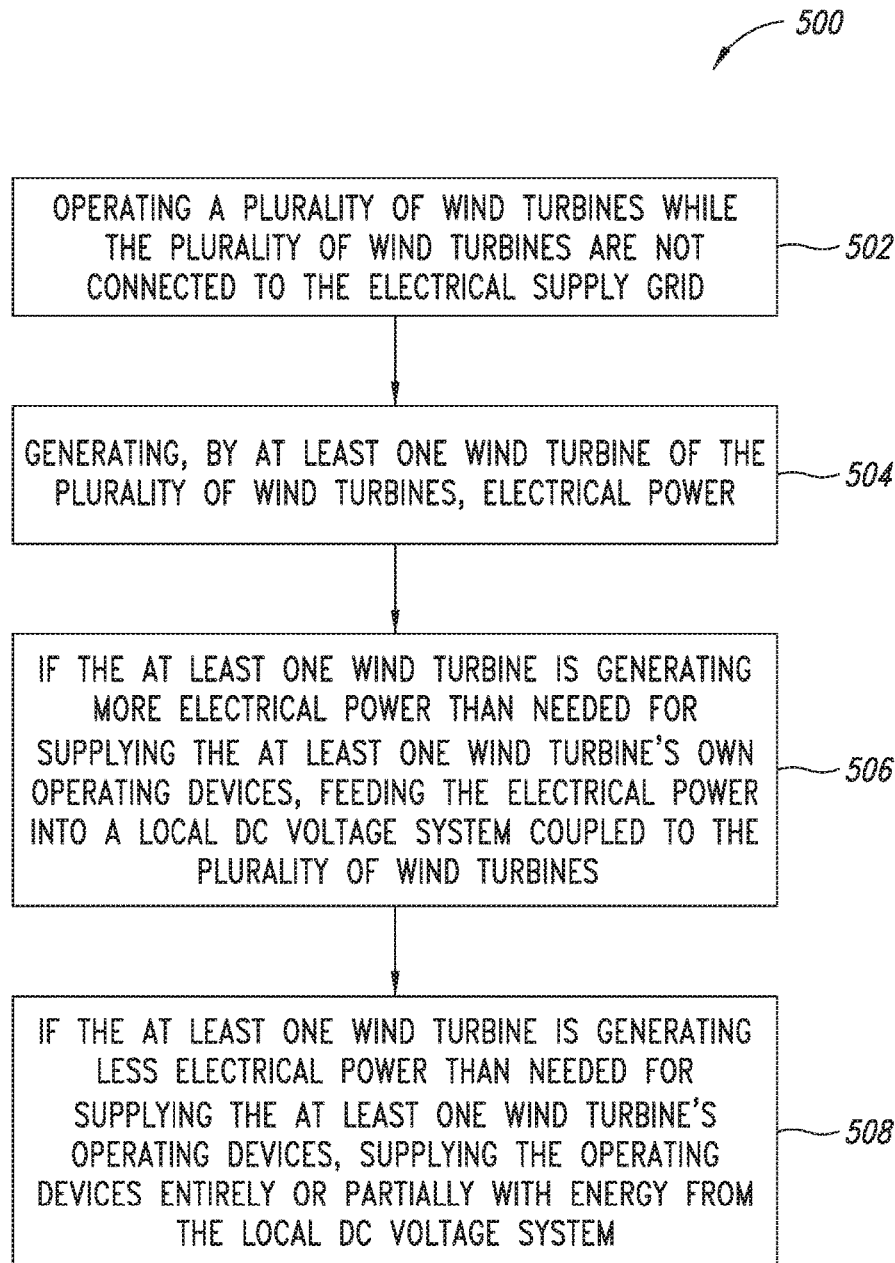 500
OPERATING A PLURALITY OF WIND TURBINES WHILE
THE PLURALITY OF WIND TURBINES ARE NOT
CONNECTED TO THE ELECTRICAL SUPPLY GRID
502
GENERATING, BY AT LEAST ONE WIND TURBINE OF THE
PLURALITY OF WIND TURBINES, ELECTRICAL POWER
504
IF THE AT LEAST ONE WIND TURBINE IS GENERATING
MORE ELECTRICAL POWER THAN NEEDED FOR
SUPPLYING THE AT LEAST ONE WIND TURBINE'S OWN
OPERATING DEVICES, FEEDING THE ELECTRICAL POWER
INTO A LOCAL DC VOLTAGE SYSTEM COUPLED TO THE
PLURALITY OF WIND TURBINES
506
IF THE AT LEAST ONE WIND TURBINE IS GENERATING
LESS ELECTRICAL POWER THAN NEEDED FOR
SUPPLYING THE AT LEAST ONE WIND TURBINE'S
OPERATING DEVICES, SUPPLYING THE OPERATING
DEVICES ENTIRELY OR PARTIALLY WITH ENERGY FROM
THE LOCAL DC VOLTAGE SYSTEM
508